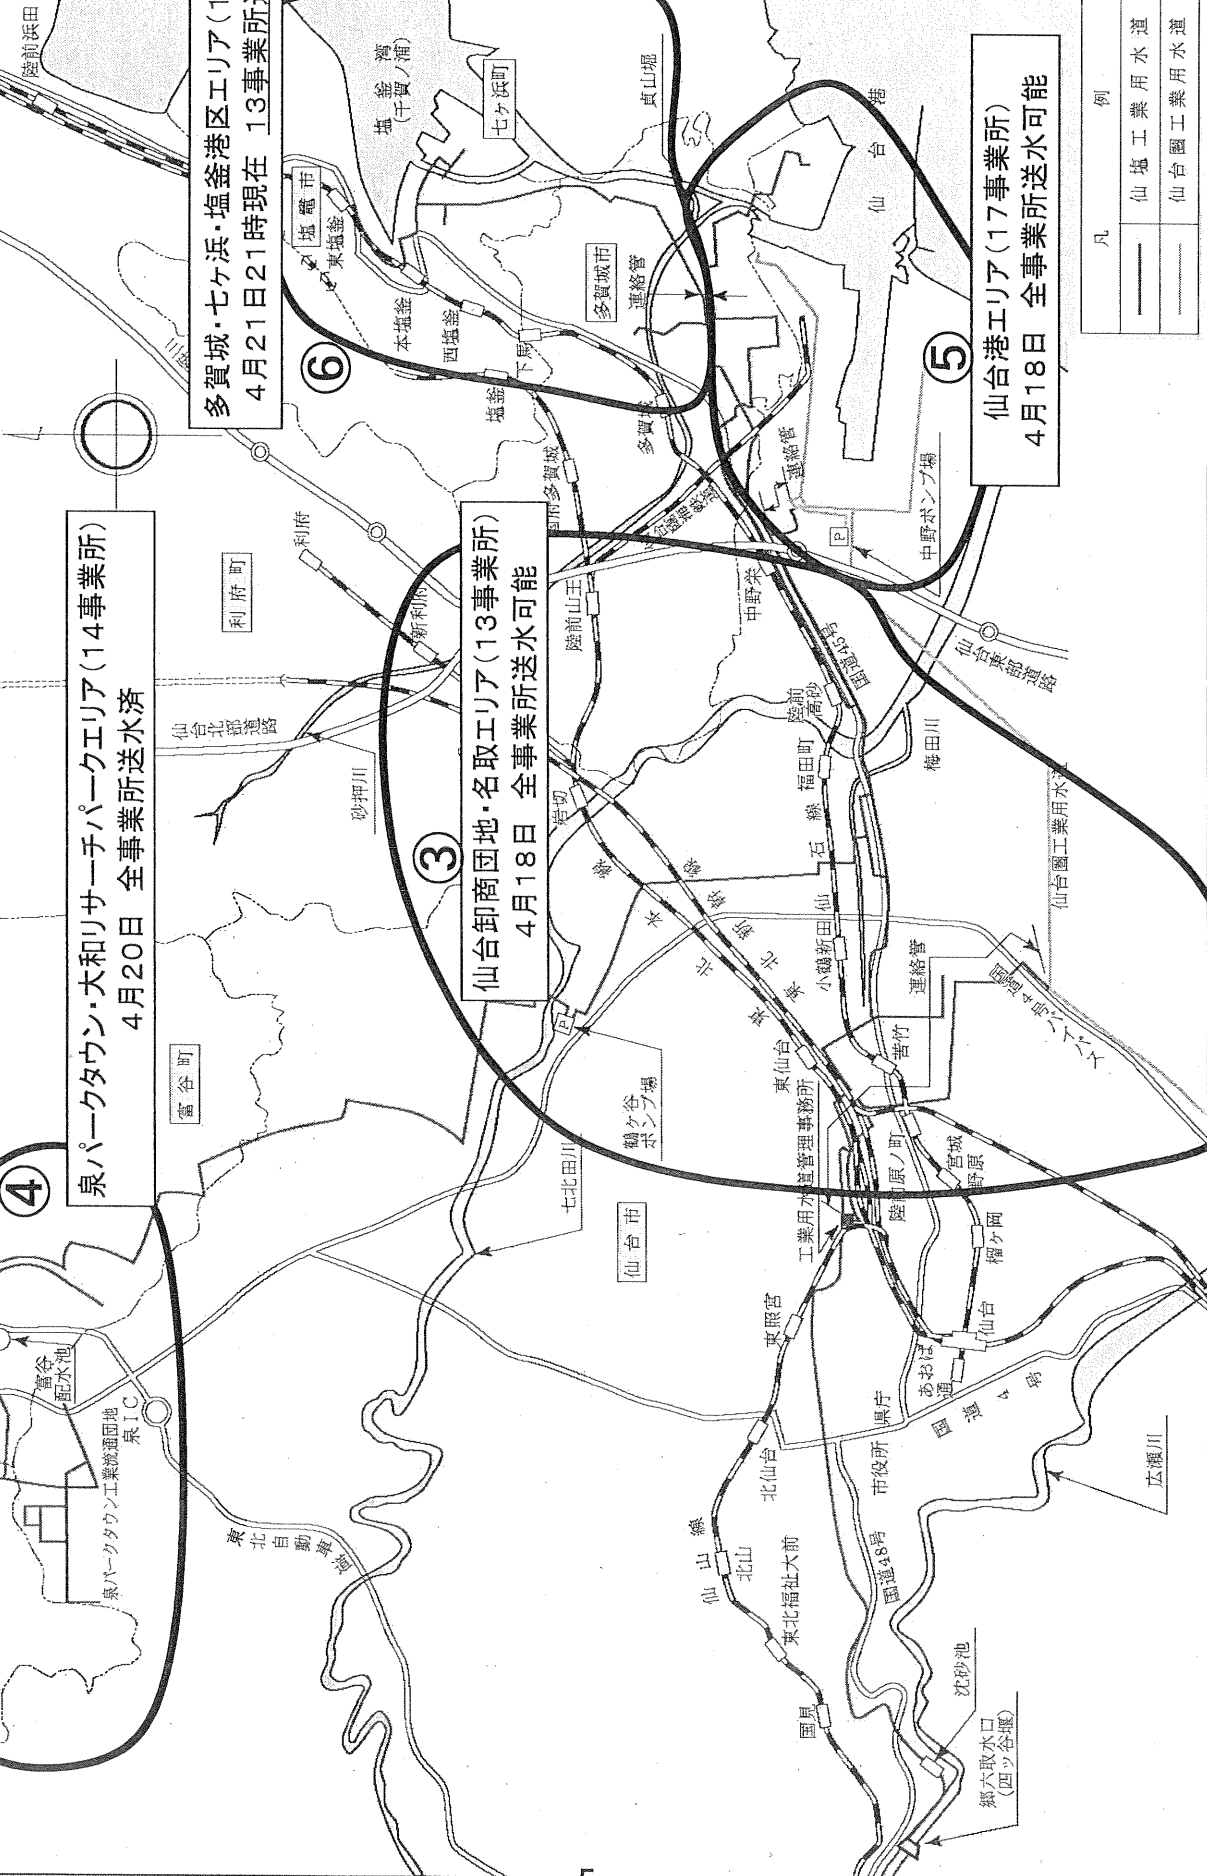 ④
泉パークタウン・大和リサーチパークエリア(14事業所)
4月20日 全事業所送水済
③
仙台卸商団地・名取エリア(13事業所)
4月18日 全事業所送水可能
⑥
多賀城・七ヶ浜・塩釜港区エリア(1
4月21日21時現在 13事業所
⑤
仙台港エリア(17事業所)
4月18日 全事業所送水可能
凡例
仙塩工業用水道
仙台圏工業用水道
陸前浜田
塩釜湾
(千賀ノ浦)
七ヶ浜町
貞山堀
仙台港
塩竈市
東塩釜
本塩釜
西塩釜
下馬
塩釜
多賀城市
連絡管
多賀城
国府多賀城
連絡管
P
中野ポンプ場
利府町
利府
新利府
陸前山王
中野栄
国道45号
仙台東部道路
仙台北部道路
砂押川
岩切
陸前高砂
福田町
梅田川
仙石線
小鶴新田
仙台圏工業用水道
連絡管
国道4号バイパス
東北本線
東北新幹線
富谷町
P
鶴ケ谷
ポンプ場
東仙台
苦竹
工業用水道管理事務所
陸前原ノ町
宮城
野原
榴ヶ岡
七北田川
仙台市
富谷
配水池
泉IC
泉パークタウン工業流通団地
東北自動車道
東照宮
仙台
あおば
通
国道4号
県庁
市役所
北仙台
広瀬川
仙山線
北山
東北福祉大前
国道48号
国見
沈砂池
郷六取水口
(四ツ谷堰)